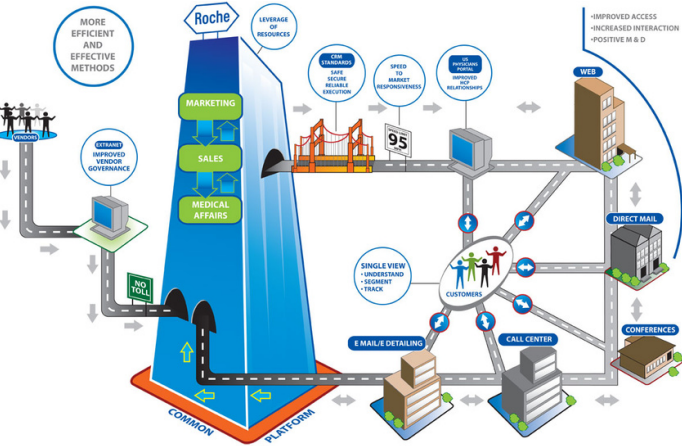 MORE
EFFICIENT
AND
EFFECTIVE
METHODS
Roche
LEVERAGE
OF
RESOURCES
•IMPROVED ACCESS
•INCREASED INTERACTION
•POSITIVE M & D
CRM
STANDARDS
SAFE
SECURE
RELIABLE
EXECUTION
SPEED
TO
MARKET
RESPONSIVENESS
US
PHYSICIANS
PORTAL
IMPROVED
HCP
RELATIONSHIPS
WEB
MARKETING
SALES
MEDICAL
AFFAIRS
VENDORS
EXTRANET
IMPROVED
VENDOR
GOVERNANCE
SPEED LIMIT
95
DIRECT MAIL
SINGLE VIEW
• UNDERSTAND
• SEGMENT
• TRACK
CUSTOMERS
NO
TOLL
E MAIL/E DETAILING
CALL CENTER
CONFERENCES
COMMON
PLATFORM